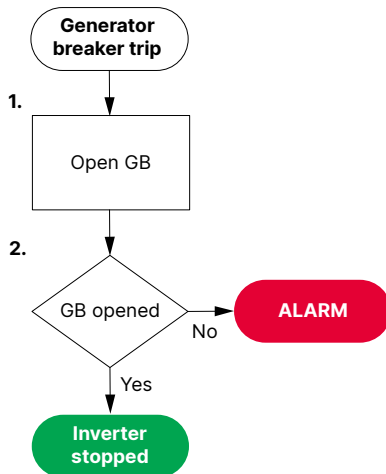 Generator
breaker trip
1.
Open GB
2.
GB opened
ALARM
No
Yes
Inverter
stopped